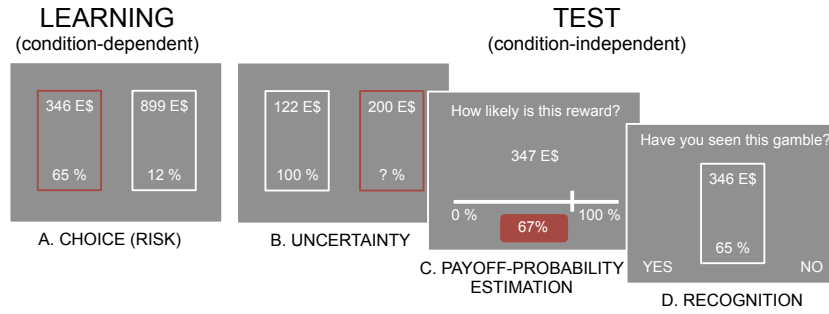 LEARNING
(condition-dependent)
TEST
(condition-independent)
346 E$
899 E$
65 %
12 %
A. CHOICE (RISK)
122 E$
200 E$
100 %
? %
B. UNCERTAINTY
How likely is this reward?
347 E$
0 %
100 %
67%
C. PAYOFF-PROBABILITY
ESTIMATION
Have you seen this gamble?
346 E$
65 %
YES
NO
D. RECOGNITION